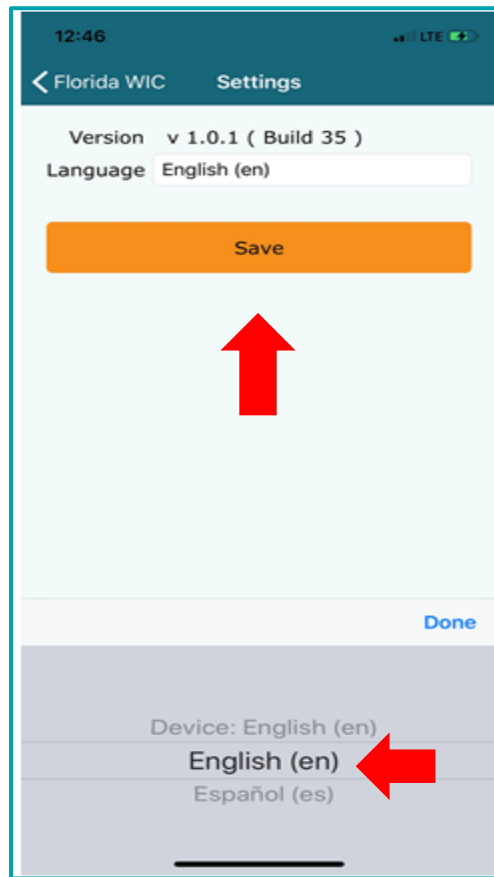 12:46 LTE
Florida WIC Settings
Version v 1.0.1 ( Build 35 )
Language English (en)
Save
Done
Device: English (en)
English (en)
Español (es)